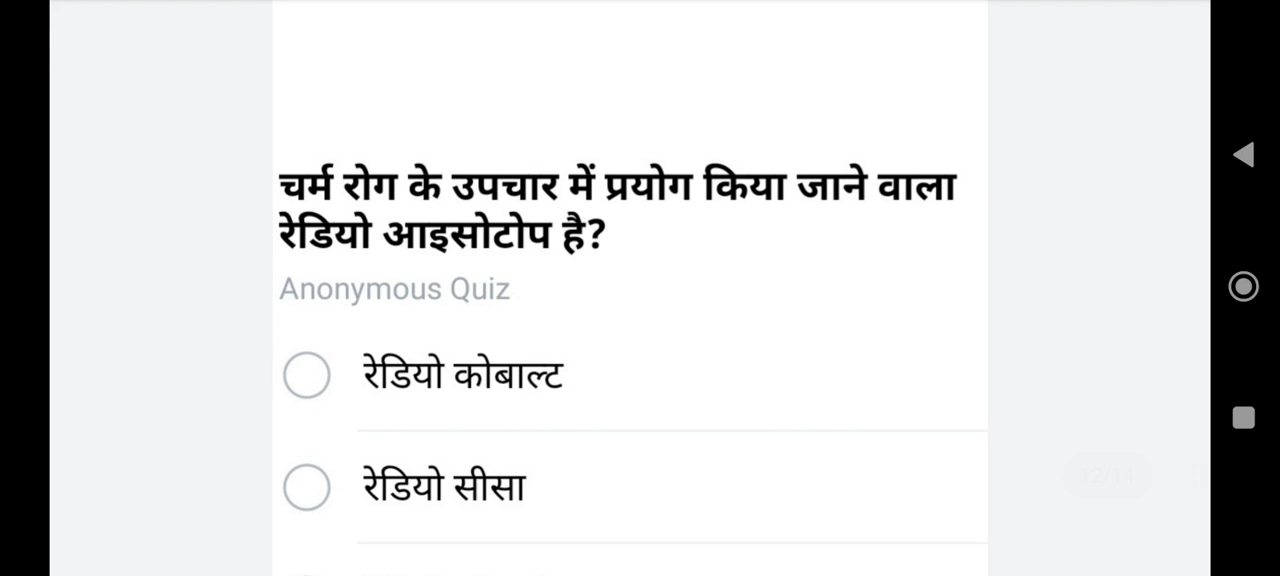 चर्म रोग के उपचार में प्रयोग किया जाने वाला
रेडियो आइसोटोप है?
Anonymous Quiz
रेडियो कोबाल्ट
रेडियो सीसा